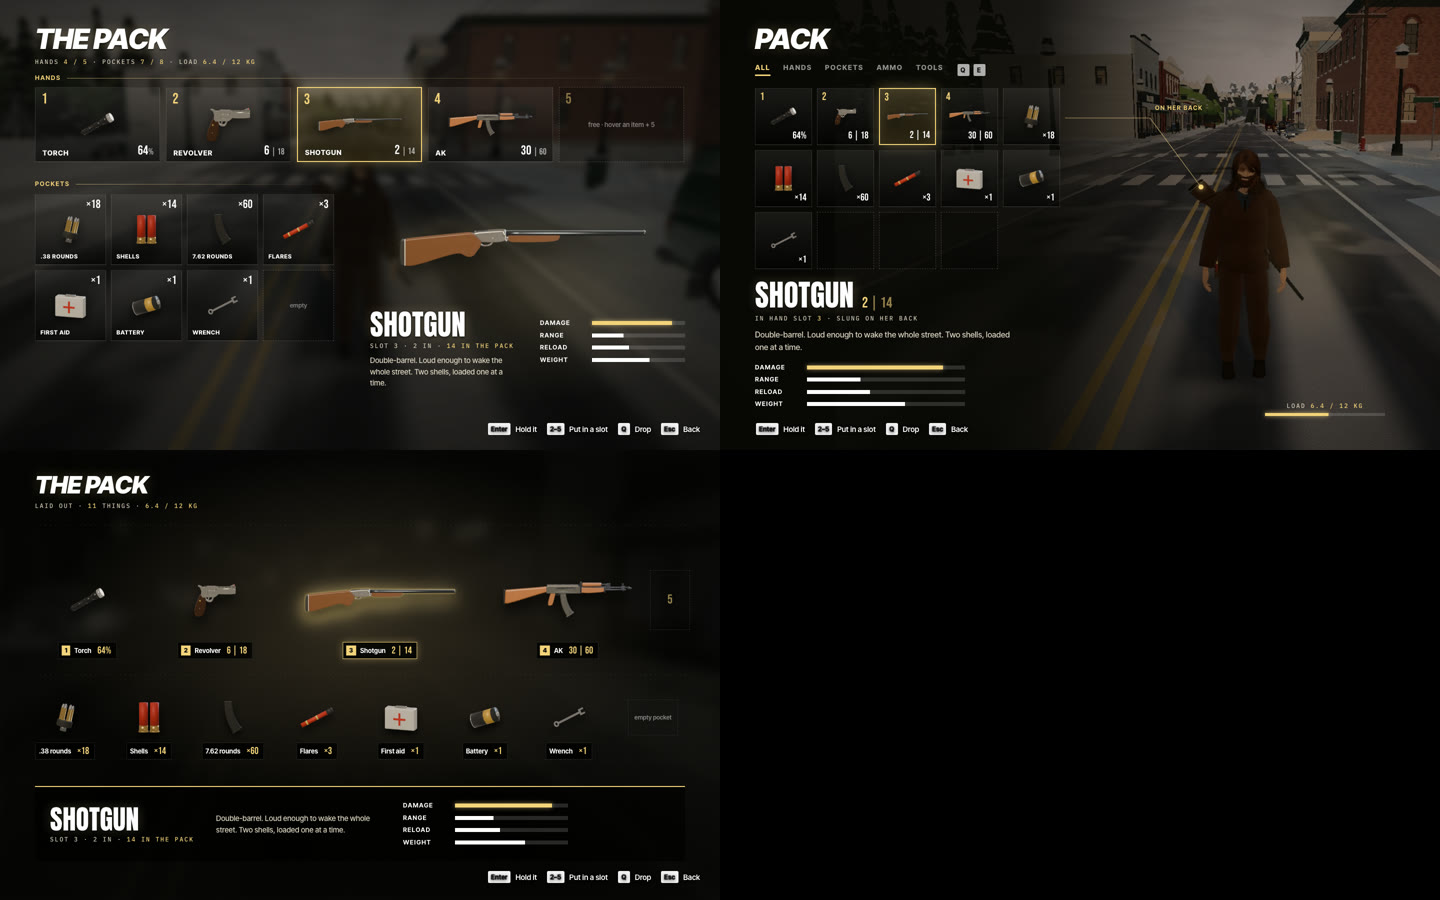 THE PACK
HANDS 4 / 5 · POCKETS 7 / 8 · LOAD 6.4 / 12 KG
HANDS
1
TORCH 64%
2
REVOLVER 6 | 18
3
SHOTGUN 2 | 14
4
AK 30 | 60
5
free · hover an item + 5
POCKETS
×18
.38 ROUNDS
×14
SHELLS
×60
7.62 ROUNDS
×3
FLARES
×1
FIRST AID
×1
BATTERY
×1
WRENCH
empty
SHOTGUN
SLOT 3 · 2 IN · 14 IN THE PACK
Double-barrel. Loud enough to wake the
whole street. Two shells, loaded one at a
time.
DAMAGE
RANGE
RELOAD
WEIGHT
Enter Hold it 2–5 Put in a slot Q Drop Esc Back
PACK
ALL HANDS POCKETS AMMO TOOLS Q E
1
64%
2
6 | 18
3
2 | 14
4
30 | 60
×18
×14
×60
×3
×1
×1
×1
ON HER BACK
SHOTGUN 2 | 14
IN HAND SLOT 3 · SLUNG ON HER BACK
Double-barrel. Loud enough to wake the whole street. Two shells, loaded
one at a time.
DAMAGE
RANGE
RELOAD
WEIGHT
LOAD 6.4 / 12 KG
Enter Hold it 2–5 Put in a slot Q Drop Esc Back
THE PACK
LAID OUT · 11 THINGS · 6.4 / 12 KG
5
1 Torch 64%
2 Revolver 6 | 18
3 Shotgun 2 | 14
4 AK 30 | 60
empty pocket
.38 rounds ×18
Shells ×14
7.62 rounds ×60
Flares ×3
First aid ×1
Battery ×1
Wrench ×1
SHOTGUN
SLOT 3 · 2 IN · 14 IN THE PACK
Double-barrel. Loud enough to wake the whole
street. Two shells, loaded one at a time.
DAMAGE
RANGE
RELOAD
WEIGHT
Enter Hold it 2–5 Put in a slot Q Drop Esc Back